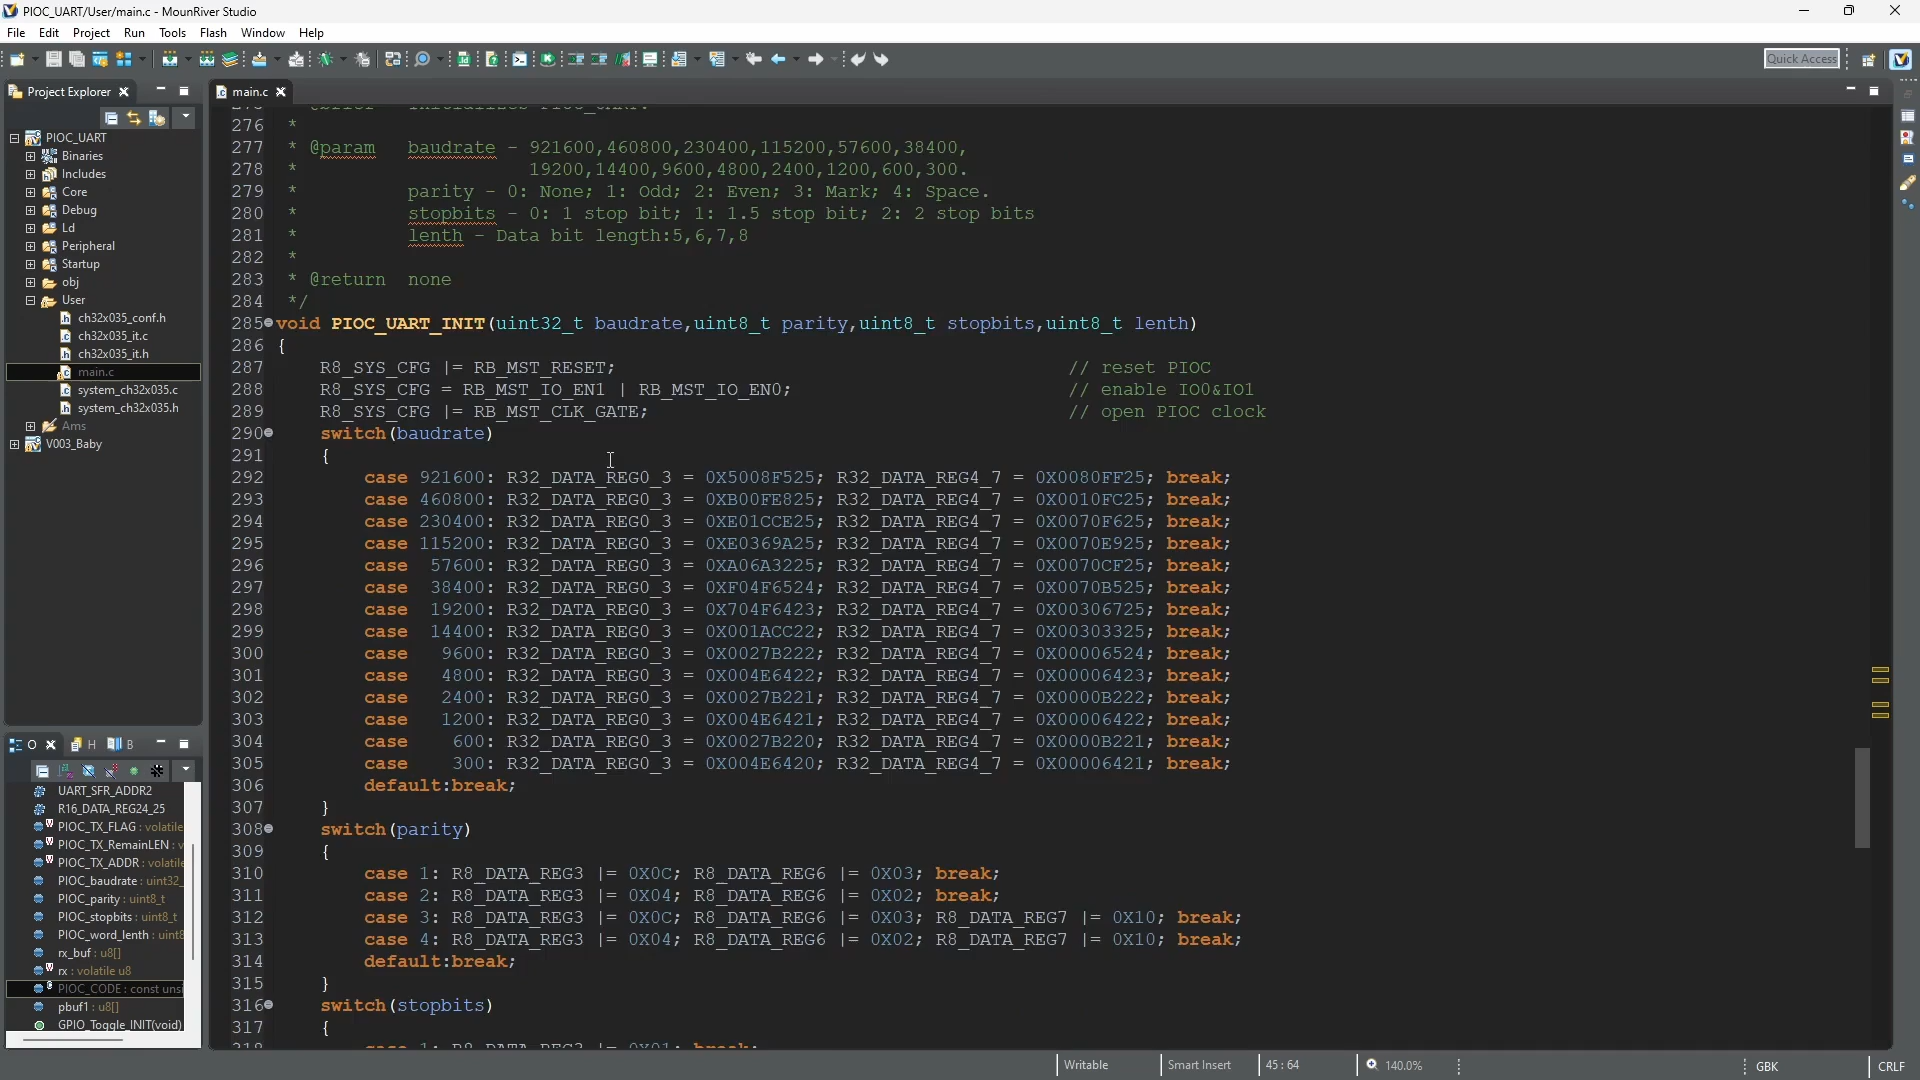 PIOC_UART/User/main.c - MounRiver Studio
File Edit Project Run Tools Flash Window Help
Quick Access
Project Explorer
main.c
PIOC_UART
Binaries
Includes
Core
Debug
Ld
Peripheral
Startup
obj
User
ch32x035_conf.h
ch32x035_it.c
ch32x035_it.h
main.c
system_ch32x035.c
system_ch32x035.h
Ams
V003_Baby
276 *
277 * @param baudrate - 921600,460800,230400,115200,57600,38400,
278 * 19200,14400,9600,4800,2400,1200,600,300.
279 * parity - 0: None; 1: Odd; 2: Even; 3: Mark; 4: Space.
280 * stopbits - 0: 1 stop bit; 1: 1.5 stop bit; 2: 2 stop bits
281 * lenth - Data bit length:5,6,7,8
282 *
283 * @return none
284 */
285 void PIOC_UART_INIT(uint32_t baudrate,uint8_t parity,uint8_t stopbits,uint8_t lenth)
286 {
287 R8_SYS_CFG |= RB_MST_RESET; // reset PIOC
288 R8_SYS_CFG = RB_MST_IO_EN1 | RB_MST_IO_EN0; // enable IO0&IO1
289 R8_SYS_CFG |= RB_MST_CLK_GATE; // open PIOC clock
290 switch(baudrate)
291 {
292 case 921600: R32_DATA_REG0_3 = 0X5008F525; R32_DATA_REG4_7 = 0X0080FF25; break;
293 case 460800: R32_DATA_REG0_3 = 0XB00FE825; R32_DATA_REG4_7 = 0X0010FC25; break;
294 case 230400: R32_DATA_REG0_3 = 0XE01CCE25; R32_DATA_REG4_7 = 0X0070F625; break;
295 case 115200: R32_DATA_REG0_3 = 0XE0369A25; R32_DATA_REG4_7 = 0X0070E925; break;
296 case 57600: R32_DATA_REG0_3 = 0XA06A3225; R32_DATA_REG4_7 = 0X0070CF25; break;
297 case 38400: R32_DATA_REG0_3 = 0XF04F6524; R32_DATA_REG4_7 = 0X0070B525; break;
298 case 19200: R32_DATA_REG0_3 = 0X704F6423; R32_DATA_REG4_7 = 0X00306725; break;
299 case 14400: R32_DATA_REG0_3 = 0X001ACC22; R32_DATA_REG4_7 = 0X00303325; break;
300 case 9600: R32_DATA_REG0_3 = 0X0027B222; R32_DATA_REG4_7 = 0X00006524; break;
301 case 4800: R32_DATA_REG0_3 = 0X004E6422; R32_DATA_REG4_7 = 0X00006423; break;
302 case 2400: R32_DATA_REG0_3 = 0X0027B221; R32_DATA_REG4_7 = 0X0000B222; break;
303 case 1200: R32_DATA_REG0_3 = 0X004E6421; R32_DATA_REG4_7 = 0X00006422; break;
304 case 600: R32_DATA_REG0_3 = 0X0027B220; R32_DATA_REG4_7 = 0X0000B221; break;
305 case 300: R32_DATA_REG0_3 = 0X004E6420; R32_DATA_REG4_7 = 0X00006421; break;
306 default:break;
307 }
308 switch(parity)
309 {
310 case 1: R8_DATA_REG3 |= 0X0C; R8_DATA_REG6 |= 0X03; break;
311 case 2: R8_DATA_REG3 |= 0X04; R8_DATA_REG6 |= 0X02; break;
312 case 3: R8_DATA_REG3 |= 0X0C; R8_DATA_REG6 |= 0X03; R8_DATA_REG7 |= 0X10; break;
313 case 4: R8_DATA_REG3 |= 0X04; R8_DATA_REG6 |= 0X02; R8_DATA_REG7 |= 0X10; break;
314 default:break;
315 }
316 switch(stopbits)
317 {
O H B
UART_SFR_ADDR2
R16_DATA_REG24_25
PIOC_TX_FLAG : volatile
PIOC_TX_RemainLEN : v
PIOC_TX_ADDR : volatile
PIOC_baudrate : uint32_
PIOC_parity : uint8_t
PIOC_stopbits : uint8_t
PIOC_word_lenth : uint8
rx_buf : u8[]
rx : volatile u8
PIOC_CODE : const unsi
pbuf1 : u8[]
GPIO_Toggle_INIT(void)
Writable Smart Insert 45 : 64 140.0% GBK CRLF